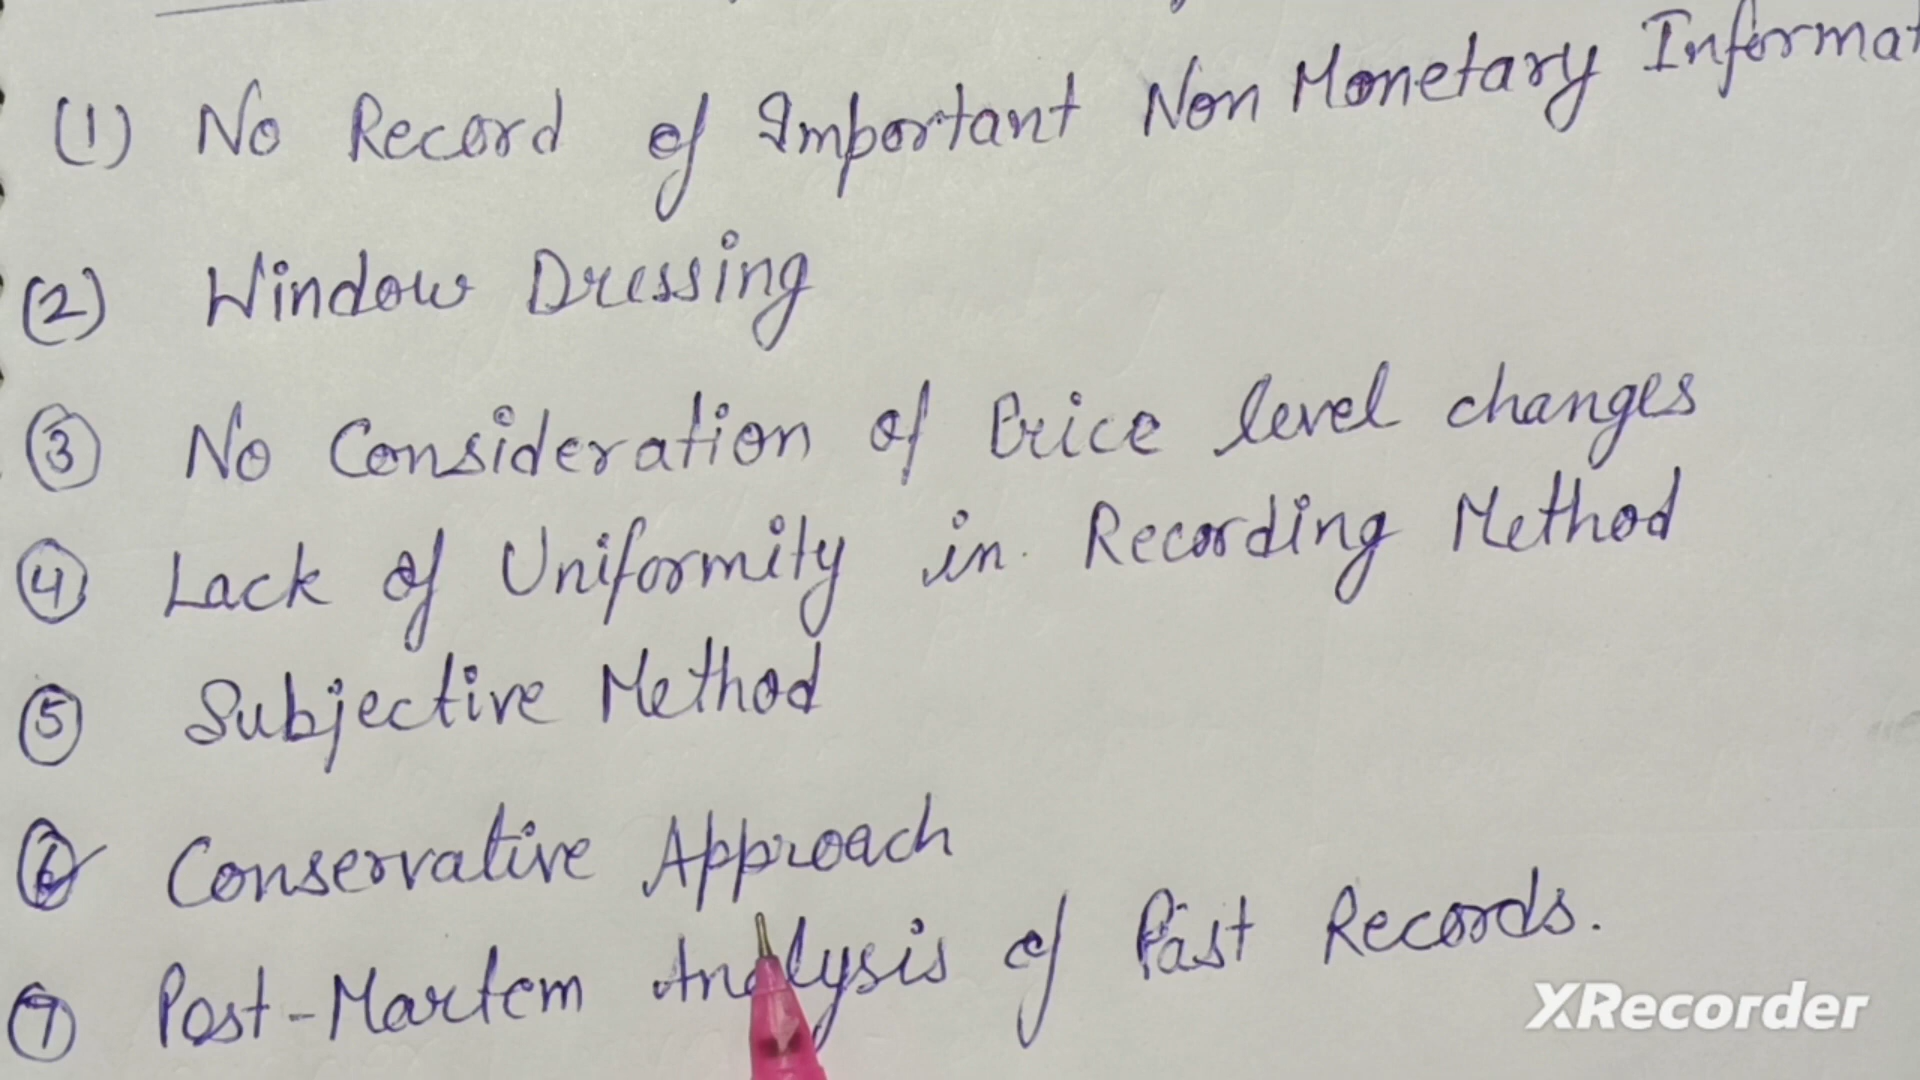 (1) No Record of Important Non Monetary Informat
(2) Window Dressing
(3) No Consideration of Price level changes
(4) Lack of Uniformity in Recording Method
(5) Subjective Method
(6) Conservative Approach
(7) Post-Martem Analysis of Past Records.
XRecorder